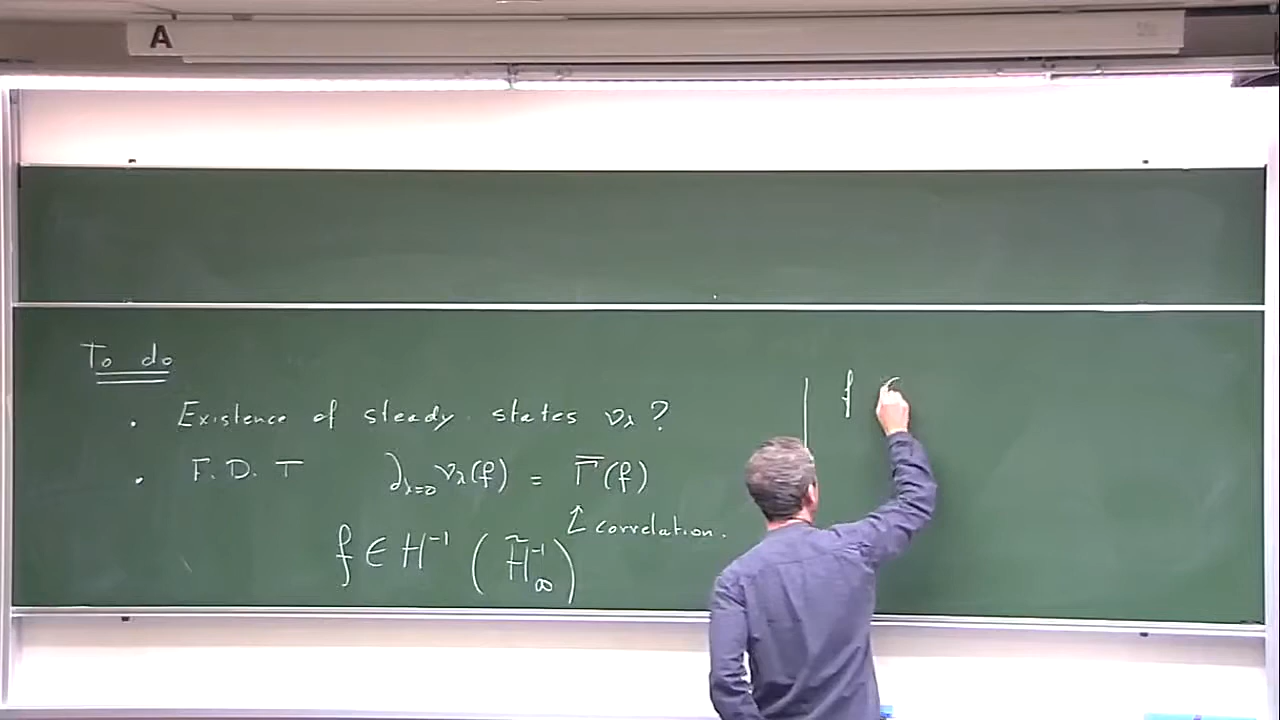 A
To do
. Existence of steady states ν_λ ?
. F. D. T ∂_{λ=0} ν_λ(f) = Γ̅(f)
↑ correlation.
f ∈ H^{-1} (H̃^{-1}_∞)
f